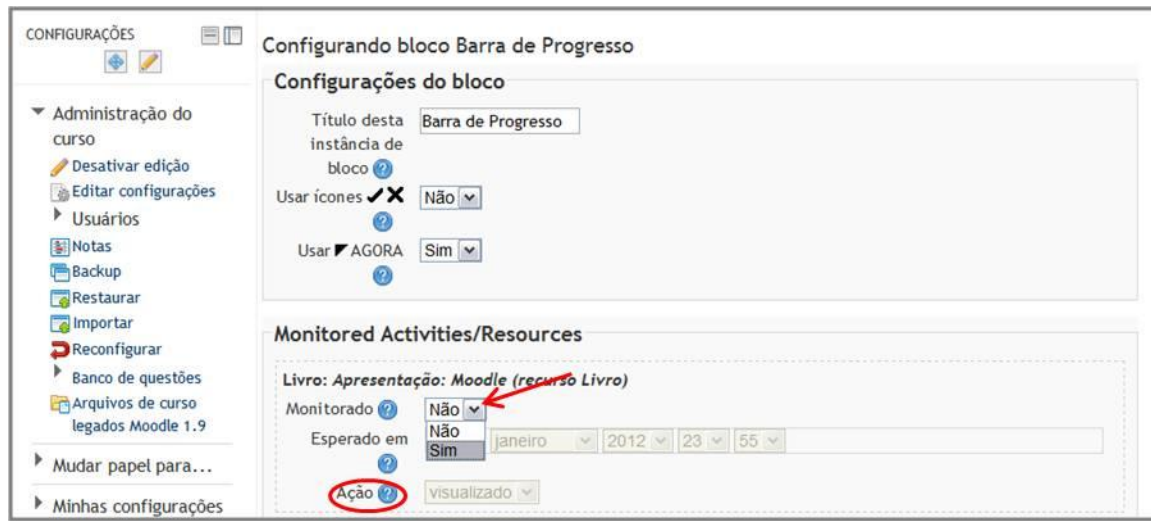 CONFIGURAÇÕES
Administração do
curso
Desativar edição
Editar configurações
Usuários
Notas
Backup
Restaurar
Importar
Reconfigurar
Banco de questões
Arquivos de curso
legados Moodle 1.9
Mudar papel para...
Minhas configurações
Configurando bloco Barra de Progresso
Configurações do bloco
Título desta Barra de Progresso
instância de
bloco
Usar ícones Não
Usar AGORA Sim
Monitored Activities/Resources
Livro: Apresentação: Moodle (recurso Livro)
Monitorado Não
Não
Sim
Esperado em janeiro 2012 23 55
Ação visualizado